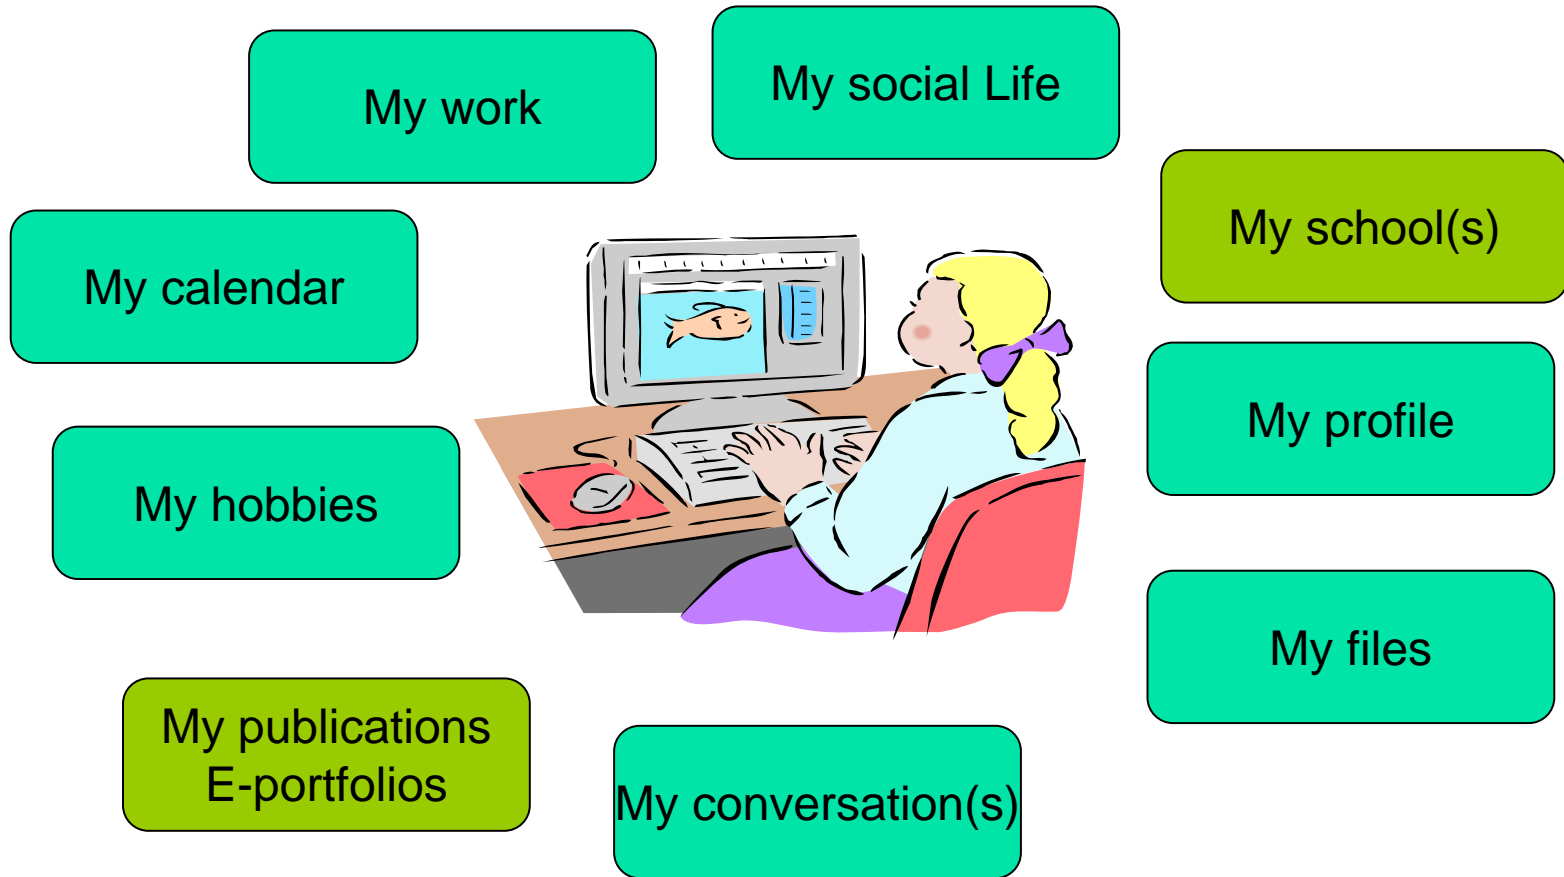 My work
My social Life
My school(s)
My calendar
My profile
My hobbies
My files
My publications
E-portfolios
My conversation(s)